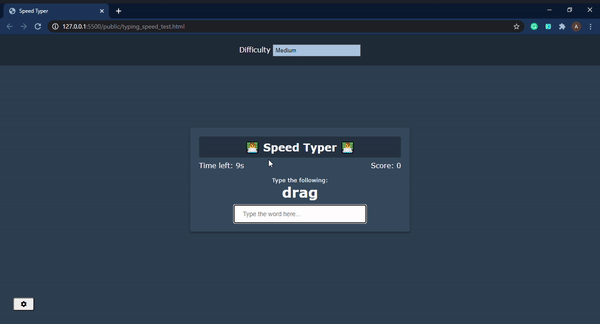 Speed Typer
127.0.0.1:5500/public/typing_speed_test.html
A
Difficulty Medium
Speed Typer
Time left: 9s Score: 0
Type the following:
drag
Type the word here...